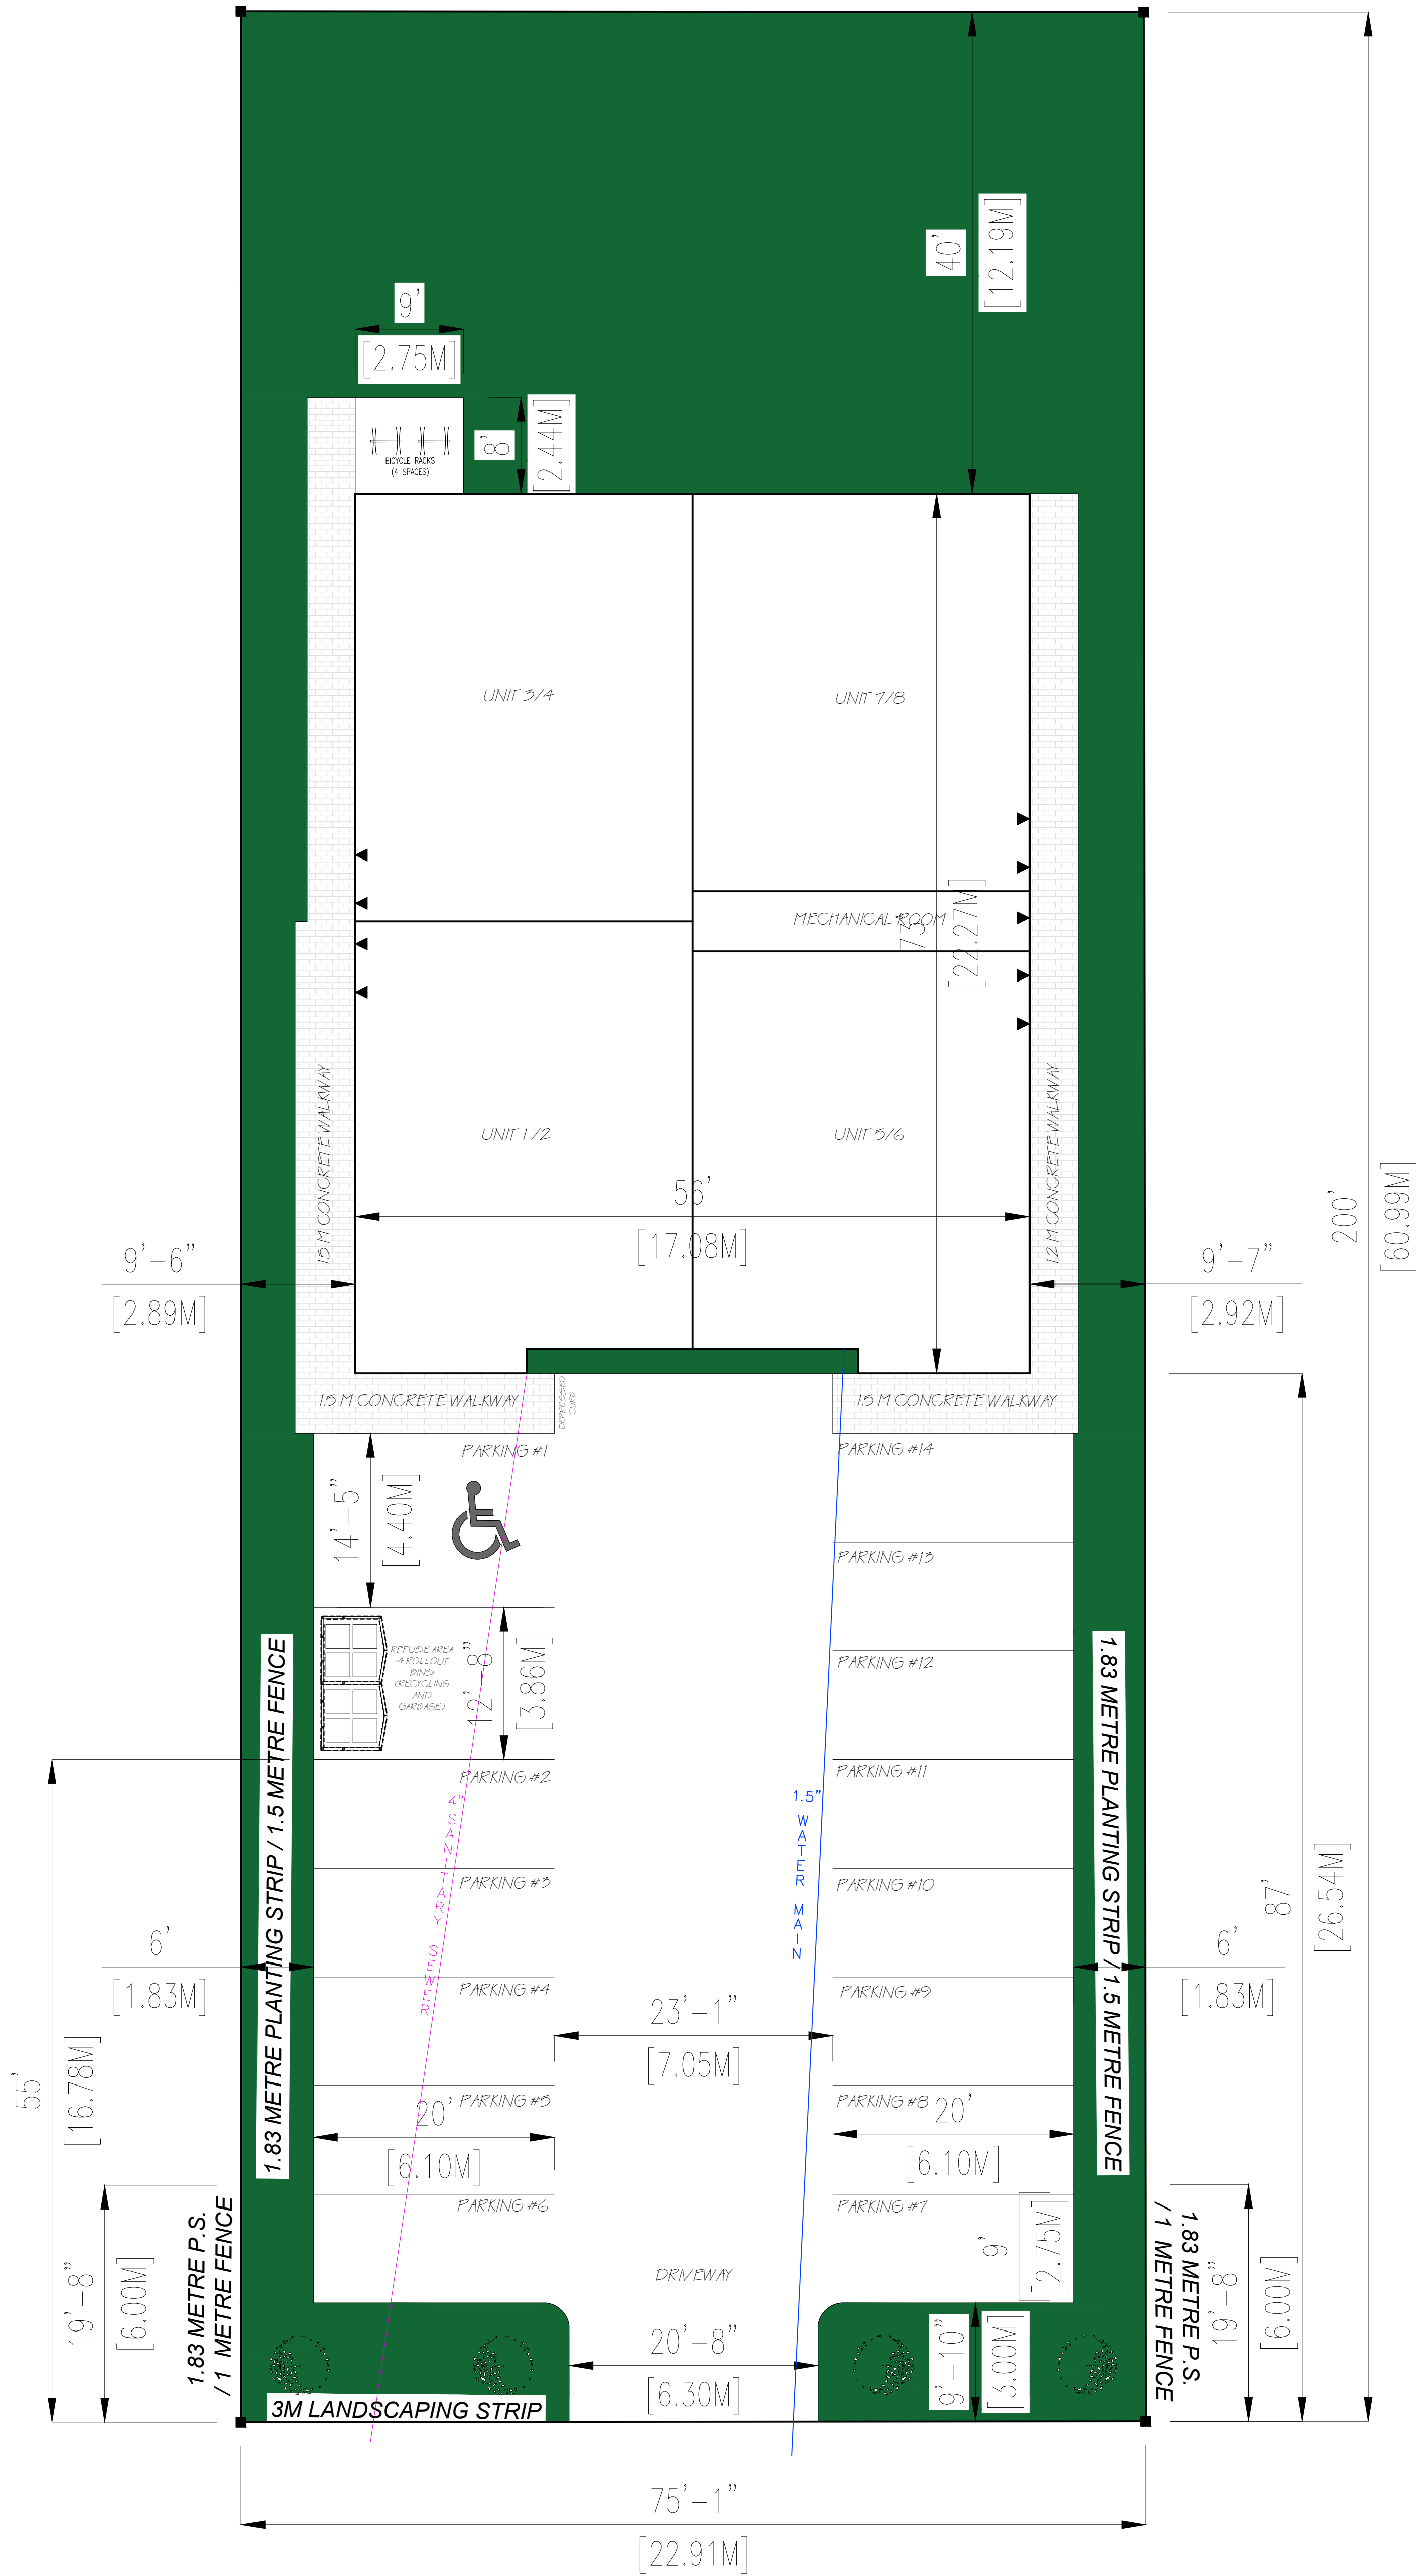 40'
[12.19M]
9'
[2.75M]
8'
[2.44M]
BICYCLE RACKS
(4 SPACES)
UNIT 3/4
UNIT 7/8
MECHANICAL ROOM
73'
[22.27M]
1.5 M CONCRETE WALKWAY
1.2 M CONCRETE WALKWAY
UNIT 1/2
UNIT 5/6
56'
[17.08M]
200'
[60.99M]
9'-6"
[2.89M]
9'-7"
[2.92M]
1.5 M CONCRETE WALKWAY
DEPRESSED
CURB
1.5 M CONCRETE WALKWAY
PARKING #1
PARKING #14
14'-5"
[4.40M]
PARKING #13
REFUSE AREA
-4 ROLLOUT
BINS
(RECYCLING
AND
GARBAGE)
12'-8"
[3.86M]
PARKING #12
PARKING #2
PARKING #11
4" SANITARY SEWER
1.5" WATER MAIN
1.83 METRE PLANTING STRIP / 1.5 METRE FENCE
1.83 METRE PLANTING STRIP / 1.5 METRE FENCE
PARKING #3
PARKING #10
87'
[26.54M]
6'
[1.83M]
6'
[1.83M]
PARKING #4
PARKING #9
23'-1"
[7.05M]
55'
[16.78M]
PARKING #5
PARKING #8
20'
[6.10M]
20'
[6.10M]
PARKING #6
PARKING #7
9'
[2.75M]
1.83 METRE P.S.
/ 1 METRE FENCE
1.83 METRE P.S.
/ 1 METRE FENCE
19'-8"
[6.00M]
19'-8"
[6.00M]
DRIVEWAY
20'-8"
[6.30M]
9'-10"
[3.00M]
3M LANDSCAPING STRIP
75'-1"
[22.91M]